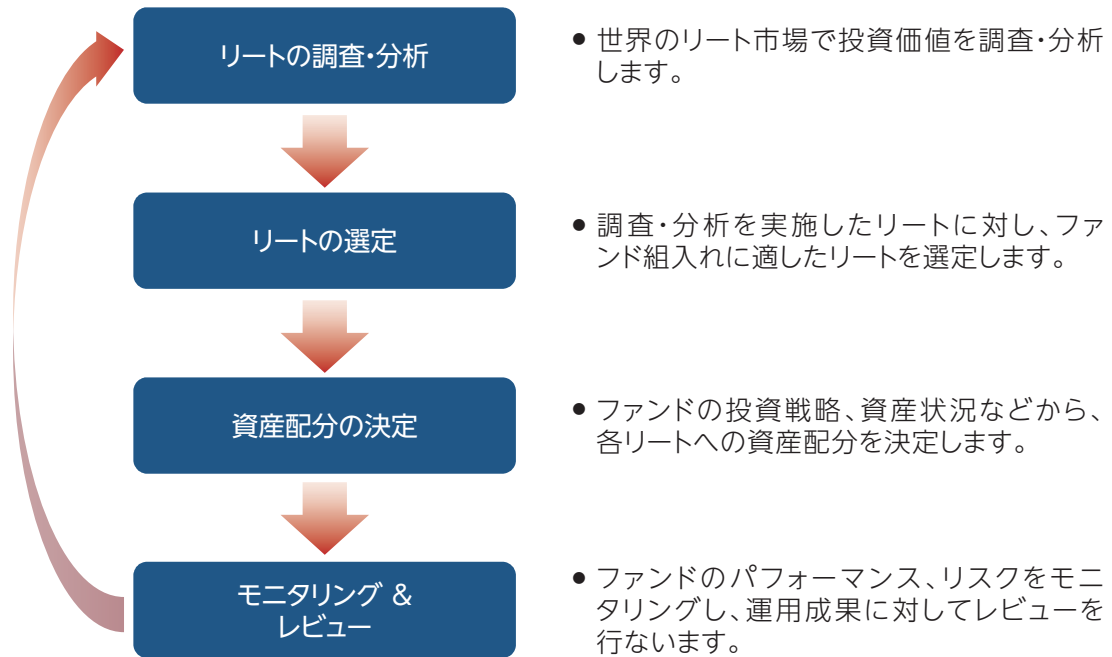 リートの調査・分析
● 世界のリート市場で投資価値を調査・分析
します。
リートの選定
● 調査・分析を実施したリートに対し、ファ
ンド組入れに適したリートを選定します。
資産配分の決定
● ファンドの投資戦略、資産状況などから、
各リートへの資産配分を決定します。
モニタリング &
レビュー
● ファンドのパフォーマンス、リスクをモニ
タリングし、運用成果に対してレビューを
行ないます。